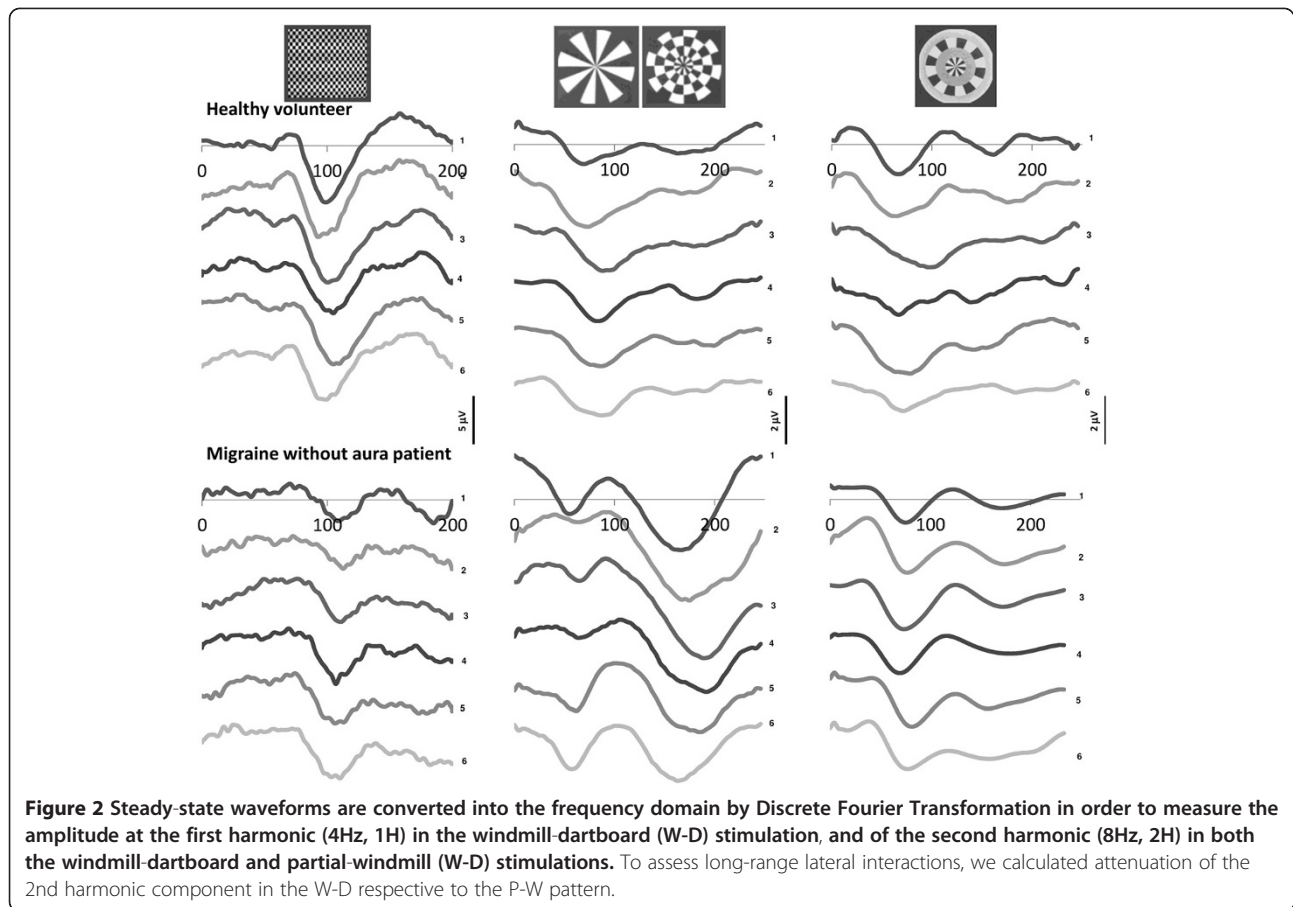 Healthy volunteer
1
0 100 200
2
3
4
5
6
1
0 100 200
2
3
4
5
6
1
0 100 200
2
3
4
5
6
5 µV
2 µV
2 µV
Migraine without aura patient
1
0 100 200
2
3
4
5
6
1
0 100 200
2
3
4
5
6
1
0 100 200
2
3
4
5
6
Figure 2 Steady-state waveforms are converted into the frequency domain by Discrete Fourier Transformation in order to measure the
amplitude at the first harmonic (4Hz, 1H) in the windmill-dartboard (W-D) stimulation, and of the second harmonic (8Hz, 2H) in both
the windmill-dartboard and partial-windmill (W-D) stimulations. To assess long-range lateral interactions, we calculated attenuation of the
2nd harmonic component in the W-D respective to the P-W pattern.